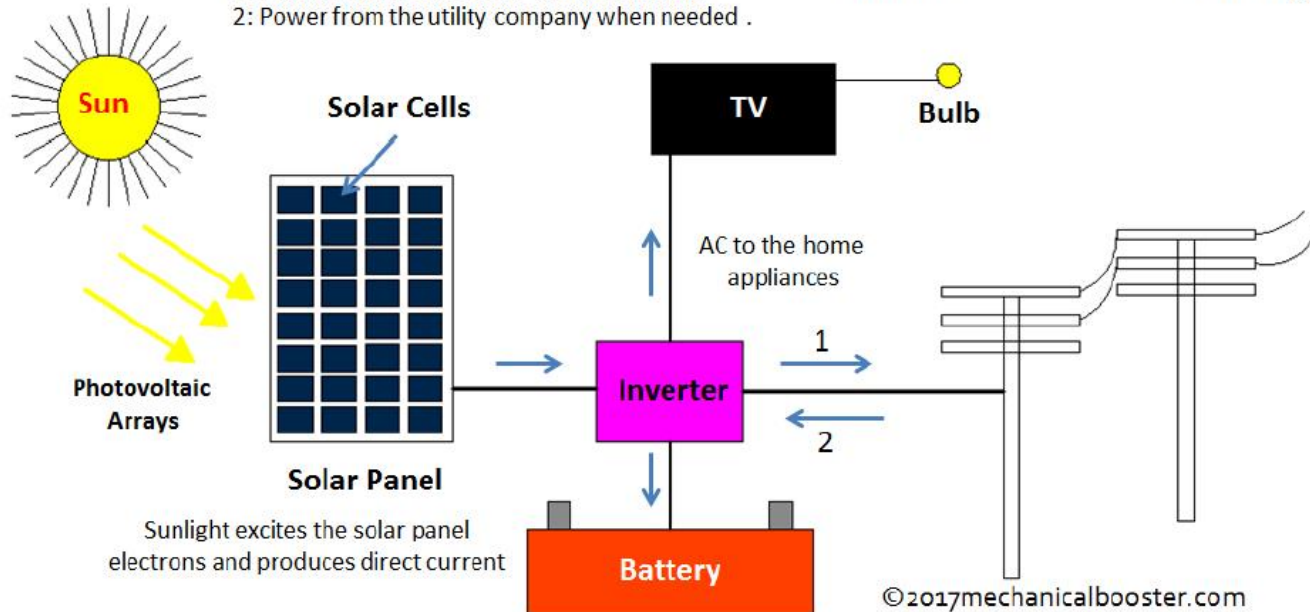 2: Power from the utility company when needed .
Sun
Solar Cells
TV
Bulb
AC to the home
appliances
1
Photovoltaic
Arrays
Inverter
2
Solar Panel
Sunlight excites the solar panel
electrons and produces direct current
Battery
©2017mechanicalbooster.com